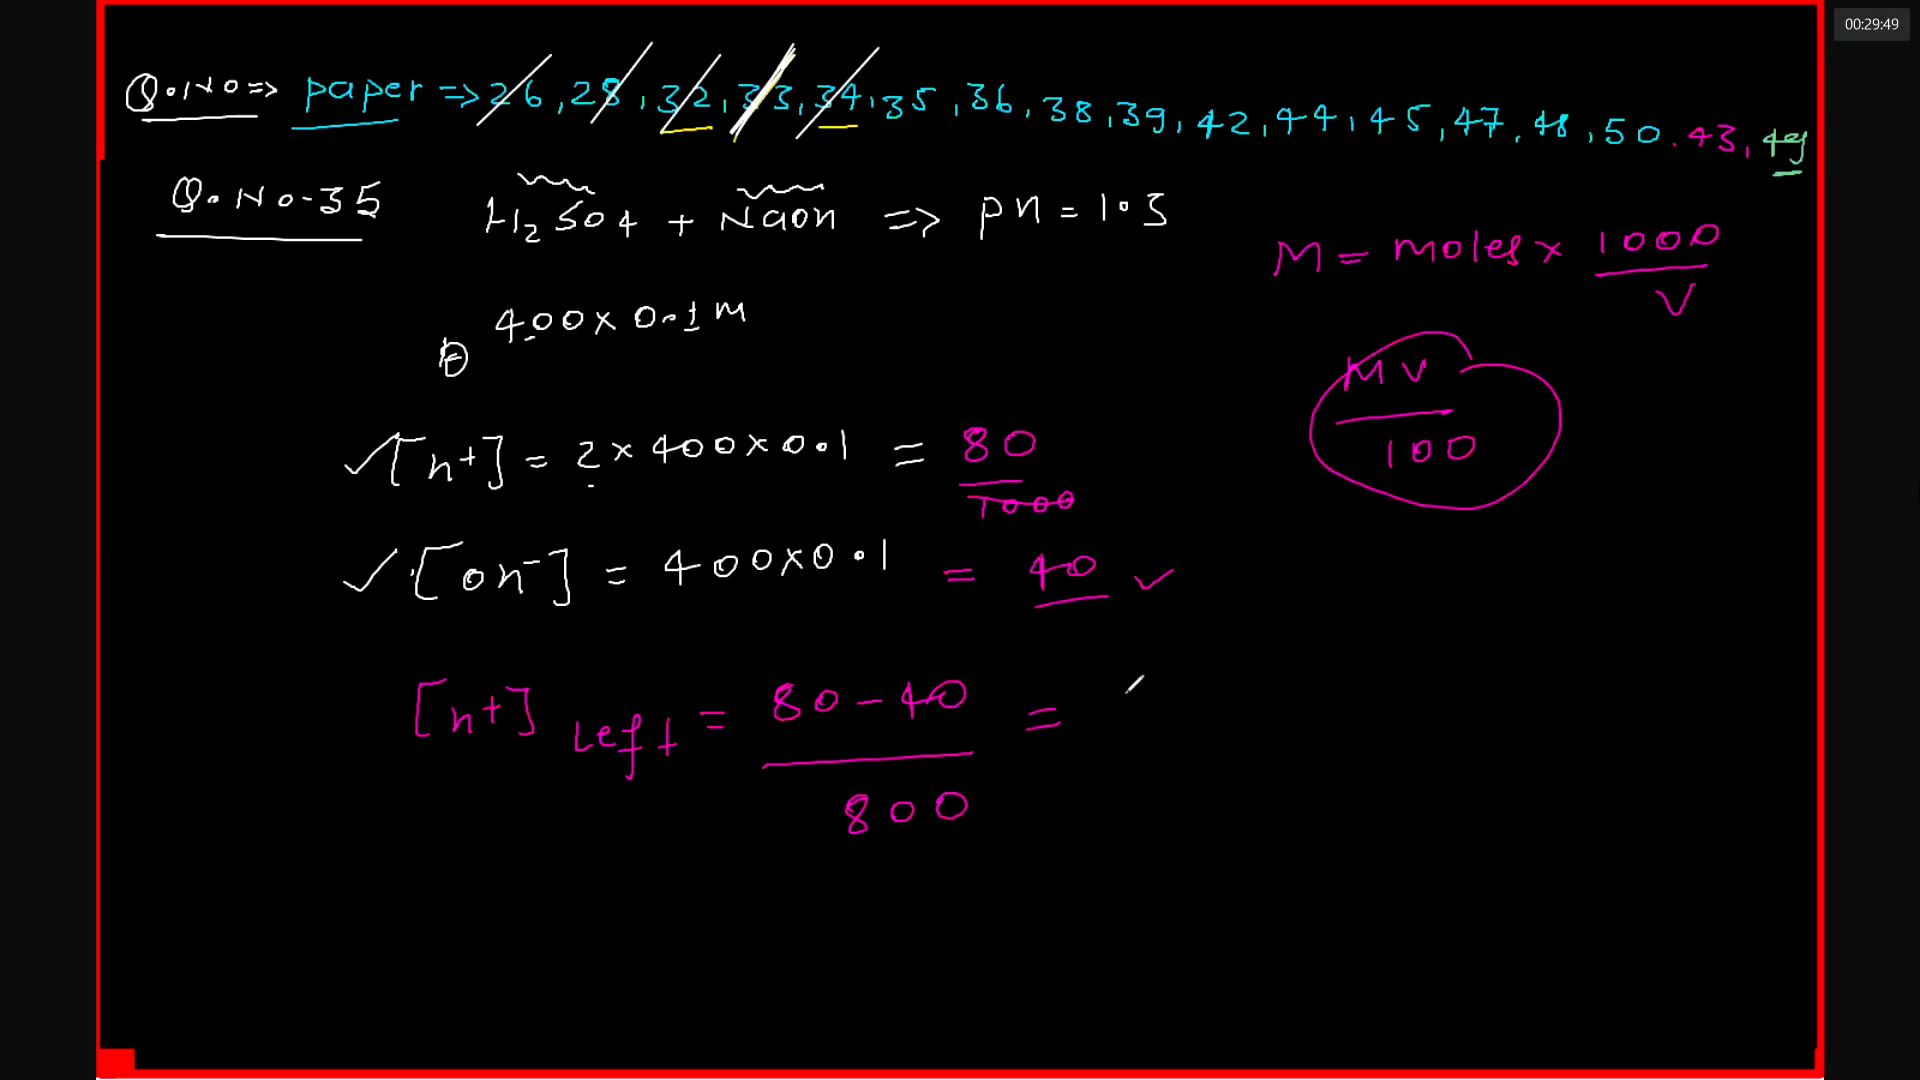 00:29:49
Q.No => paper => 26, 28, 32, 33, 34, 35, 36, 38, 39, 42, 44, 45, 47, 48, 50. 43, 49
Q.No-35 H2SO4 + NaOH => PH = 1.3
M = moles x 1000 / V
400 x 0.1 M
MV / 100
[H+] = 2 x 400 x 0.1 = 80 / 1000
[OH-] = 400 x 0.1 = 40
[H+] Left = 80 - 40 / 800 =